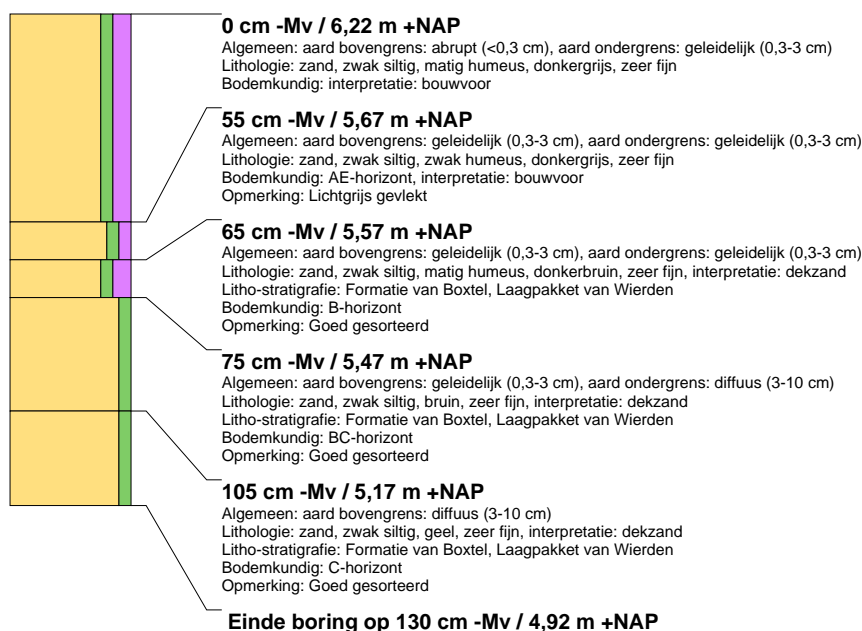 0 cm -Mv / 6,22 m +NAP
Algemeen: aard bovengrens: abrupt (<0,3 cm), aard ondergrens: geleidelijk (0,3-3 cm)
Lithologie: zand, zwak siltig, matig humeus, donkergrijs, zeer fijn
Bodemkundig: interpretatie: bouwvoor
55 cm -Mv / 5,67 m +NAP
Algemeen: aard bovengrens: geleidelijk (0,3-3 cm), aard ondergrens: geleidelijk (0,3-3 cm)
Lithologie: zand, zwak siltig, zwak humeus, donkergrijs, zeer fijn
Bodemkundig: AE-horizont, interpretatie: bouwvoor
Opmerking: Lichtgrijs gevlekt
65 cm -Mv / 5,57 m +NAP
Algemeen: aard bovengrens: geleidelijk (0,3-3 cm), aard ondergrens: geleidelijk (0,3-3 cm)
Lithologie: zand, zwak siltig, matig humeus, donkerbruin, zeer fijn, interpretatie: dekzand
Litho-stratigrafie: Formatie van Boxtel, Laagpakket van Wierden
Bodemkundig: B-horizont
Opmerking: Goed gesorteerd
75 cm -Mv / 5,47 m +NAP
Algemeen: aard bovengrens: geleidelijk (0,3-3 cm), aard ondergrens: diffuus (3-10 cm)
Lithologie: zand, zwak siltig, bruin, zeer fijn, interpretatie: dekzand
Litho-stratigrafie: Formatie van Boxtel, Laagpakket van Wierden
Bodemkundig: BC-horizont
Opmerking: Goed gesorteerd
105 cm -Mv / 5,17 m +NAP
Algemeen: aard bovengrens: diffuus (3-10 cm)
Lithologie: zand, zwak siltig, geel, zeer fijn, interpretatie: dekzand
Litho-stratigrafie: Formatie van Boxtel, Laagpakket van Wierden
Bodemkundig: C-horizont
Opmerking: Goed gesorteerd
Einde boring op 130 cm -Mv / 4,92 m +NAP